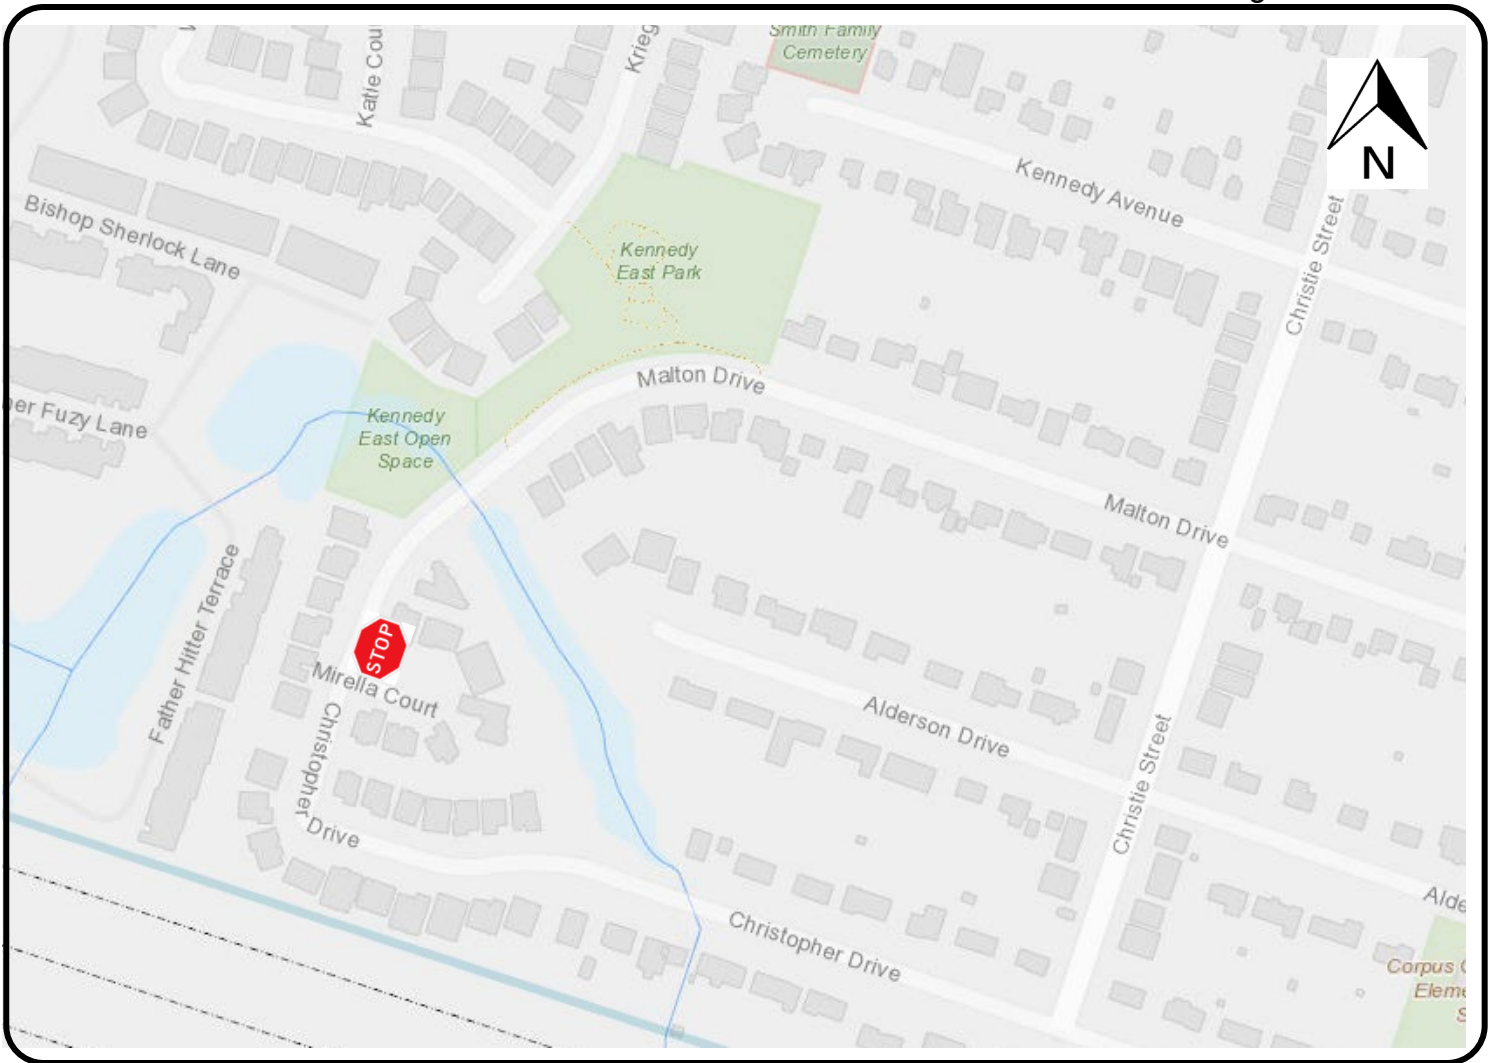 Smith Family
Cemetery
Katie Cou
Krieg
N
Kennedy Avenue
Bishop Sherlock Lane
Christie Street
Kennedy
East Park
Malton Drive
Kennedy
East Open
Space
er Fuzy Lane
Malton Drive
Father Hitter Terrace
STOP
Mirella Court
Christopher
Drive
Alderson Drive
Christie Street
Alde
Christopher Drive
Corpus
Eleme
S